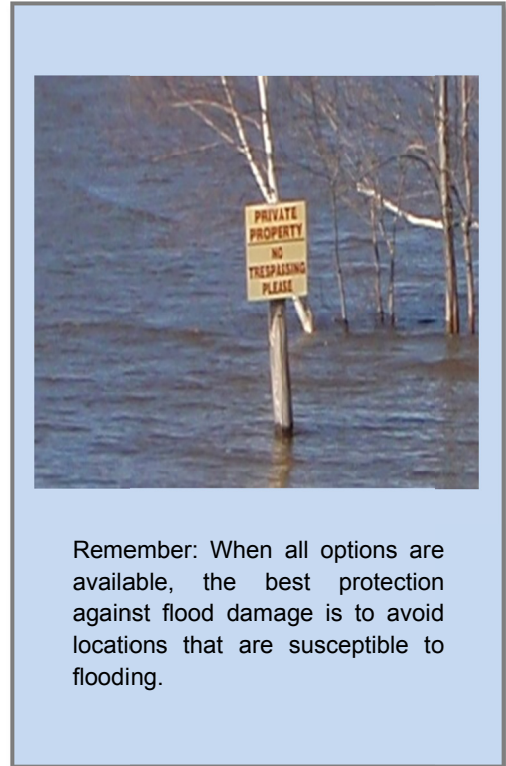 PRIVATE
PROPERTY
NO
TRESPASSING
PLEASE
Remember: When all options are
available, the best protection
against flood damage is to avoid
locations that are susceptible to
flooding.